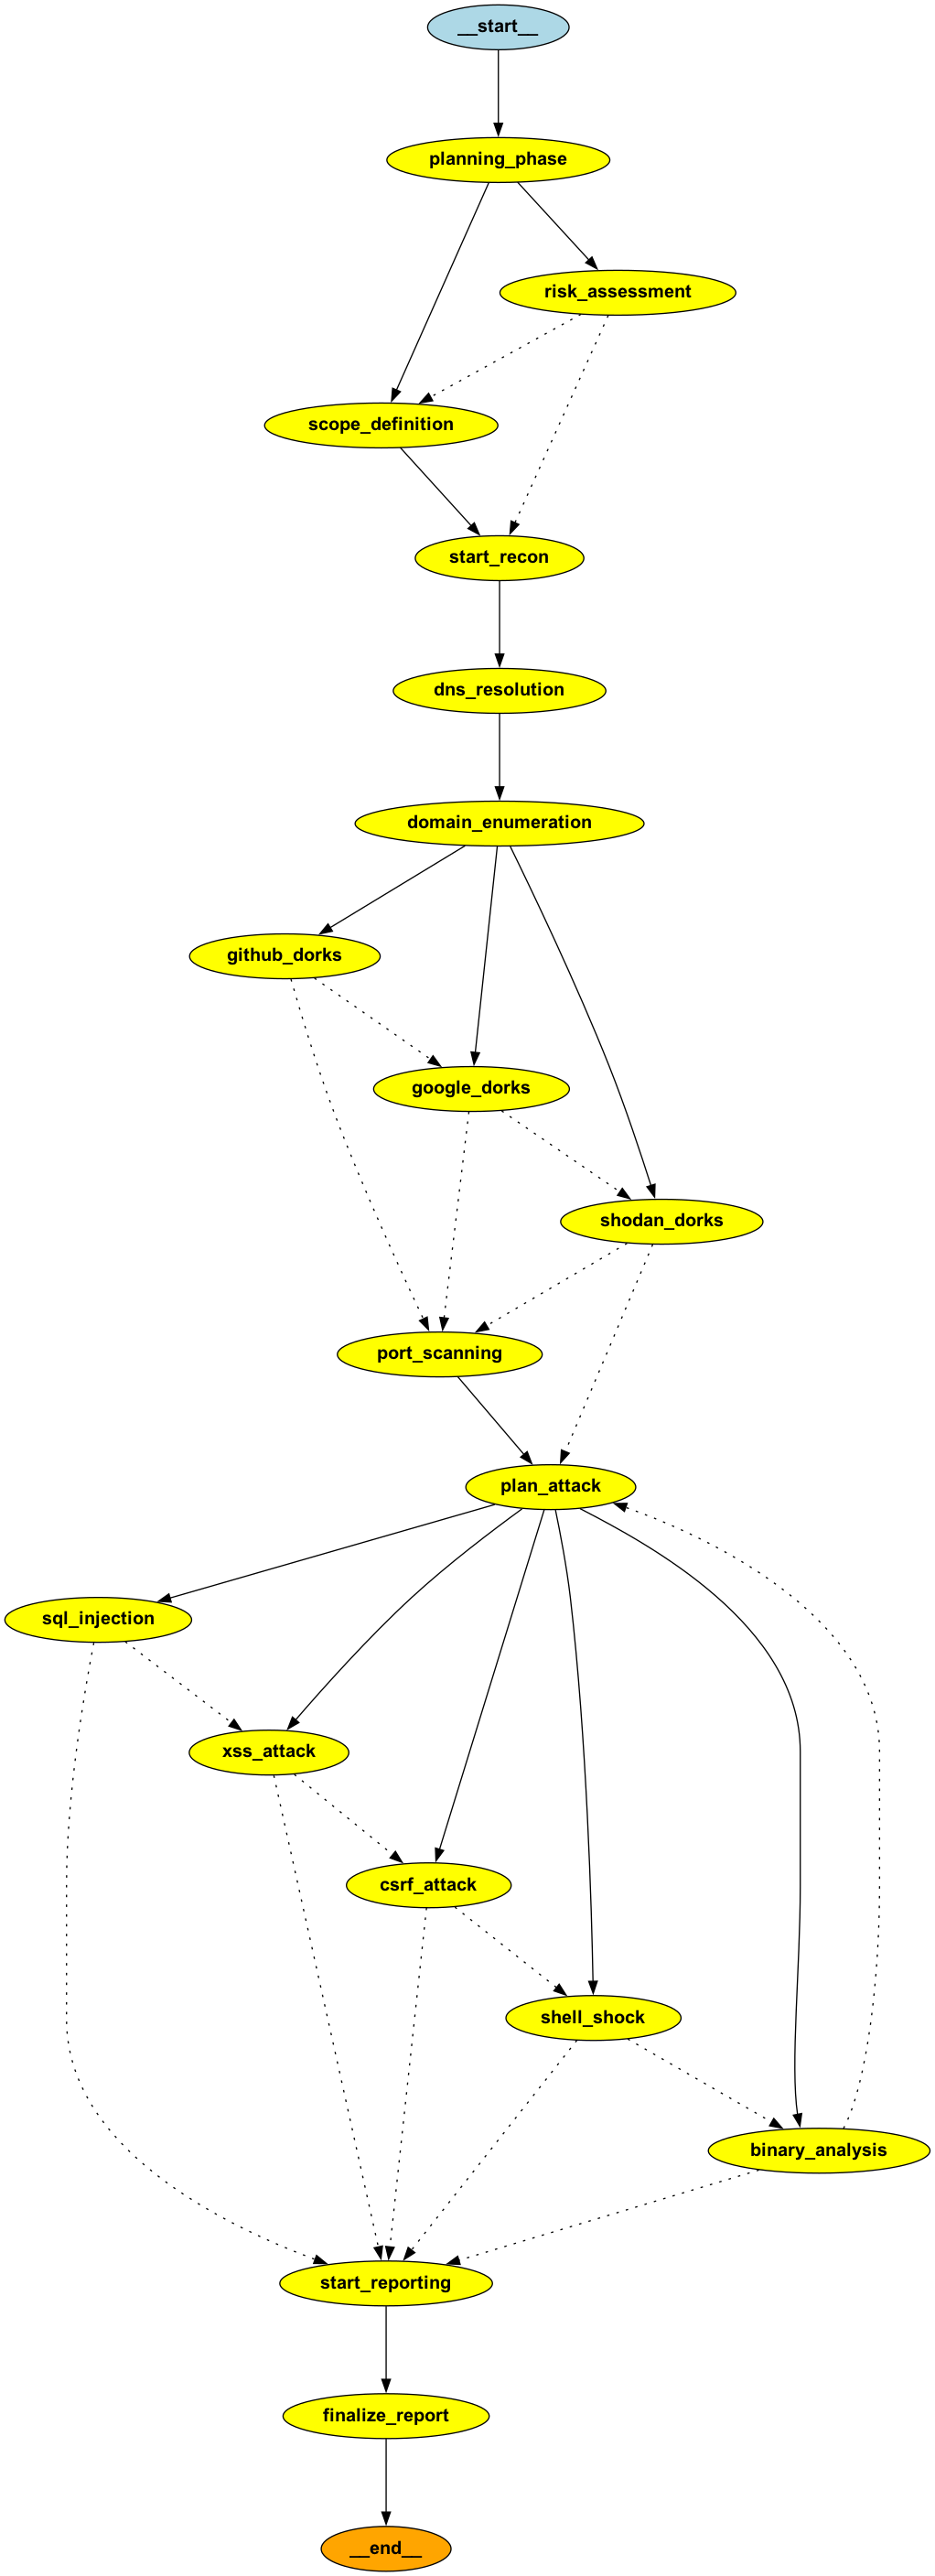 __start__
planning_phase
risk_assessment
scope_definition
start_recon
dns_resolution
domain_enumeration
github_dorks
google_dorks
shodan_dorks
port_scanning
plan_attack
sql_injection
xss_attack
csrf_attack
shell_shock
binary_analysis
start_reporting
finalize_report
__end__